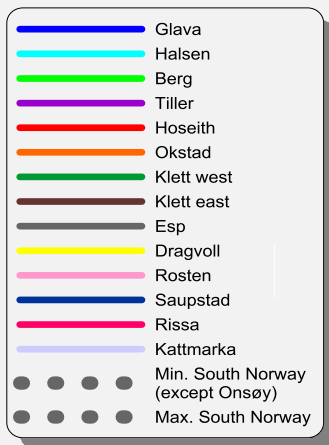 Glava
Halsen
Berg
Tiller
Hoseith
Okstad
Klett west
Klett east
Esp
Dragvoll
Rosten
Saupstad
Rissa
Kattmarka
Min. South Norway
(except Onsøy)
Max. South Norway